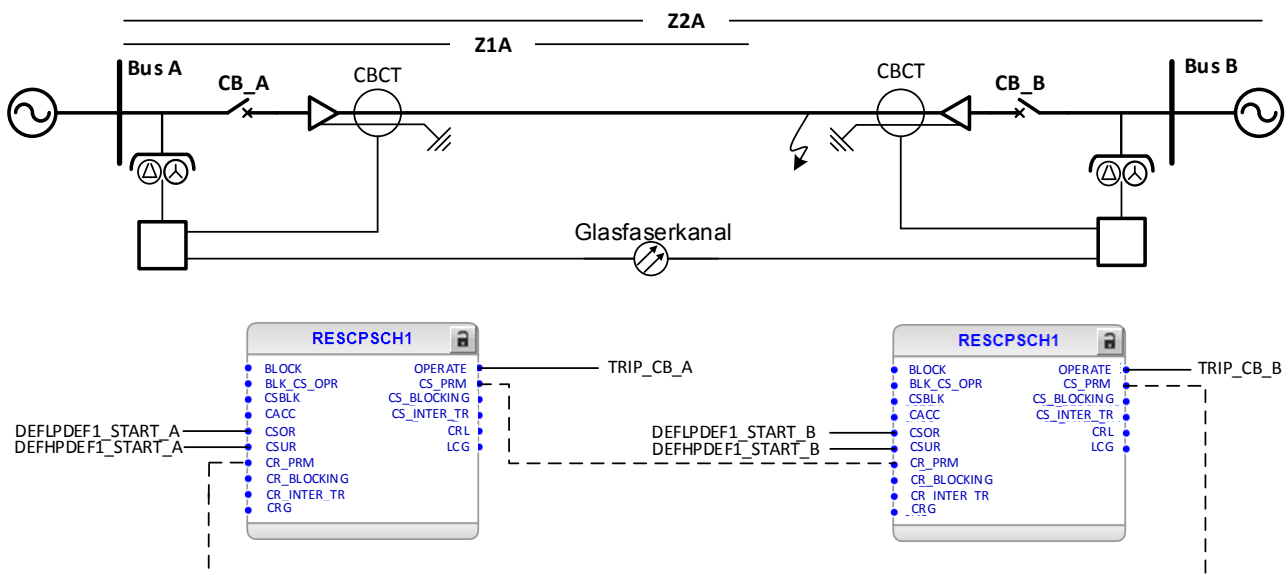 Z2A
Z1A
Bus A
CB_A
CBCT
CBCT
CB_B
Bus B
Glasfaserkanal
RESCPSCH1
BLOCK
BLK_CS_OPR
CSBLK
CACC
CSOR
CSUR
CR_PRM
CR_BLOCKING
CR_INTER_TR
CRG
OPERATE
CS_PRM
CS_BLOCKING
CS_INTER_TR
CRL
LCG
TRIP_CB_A
DEFLPDEF1_START_A
DEFHPDEF1_START_A
RESCPSCH1
BLOCK
BLK_CS_OPR
CSBLK
CACC
CSOR
CSUR
CR_PRM
CR_BLOCKING
CR_INTER_TR
CRG
OPERATE
CS_PRM
CS_BLOCKING
CS_INTER_TR
CRL
LCG
TRIP_CB_B
DEFLPDEF1_START_B
DEFHPDEF1_START_B